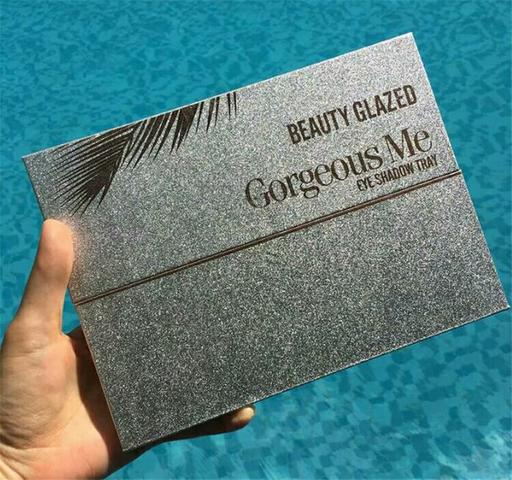 BEAUTY GLAZED
Gorgeous Me
EYE SHADOW TRAY